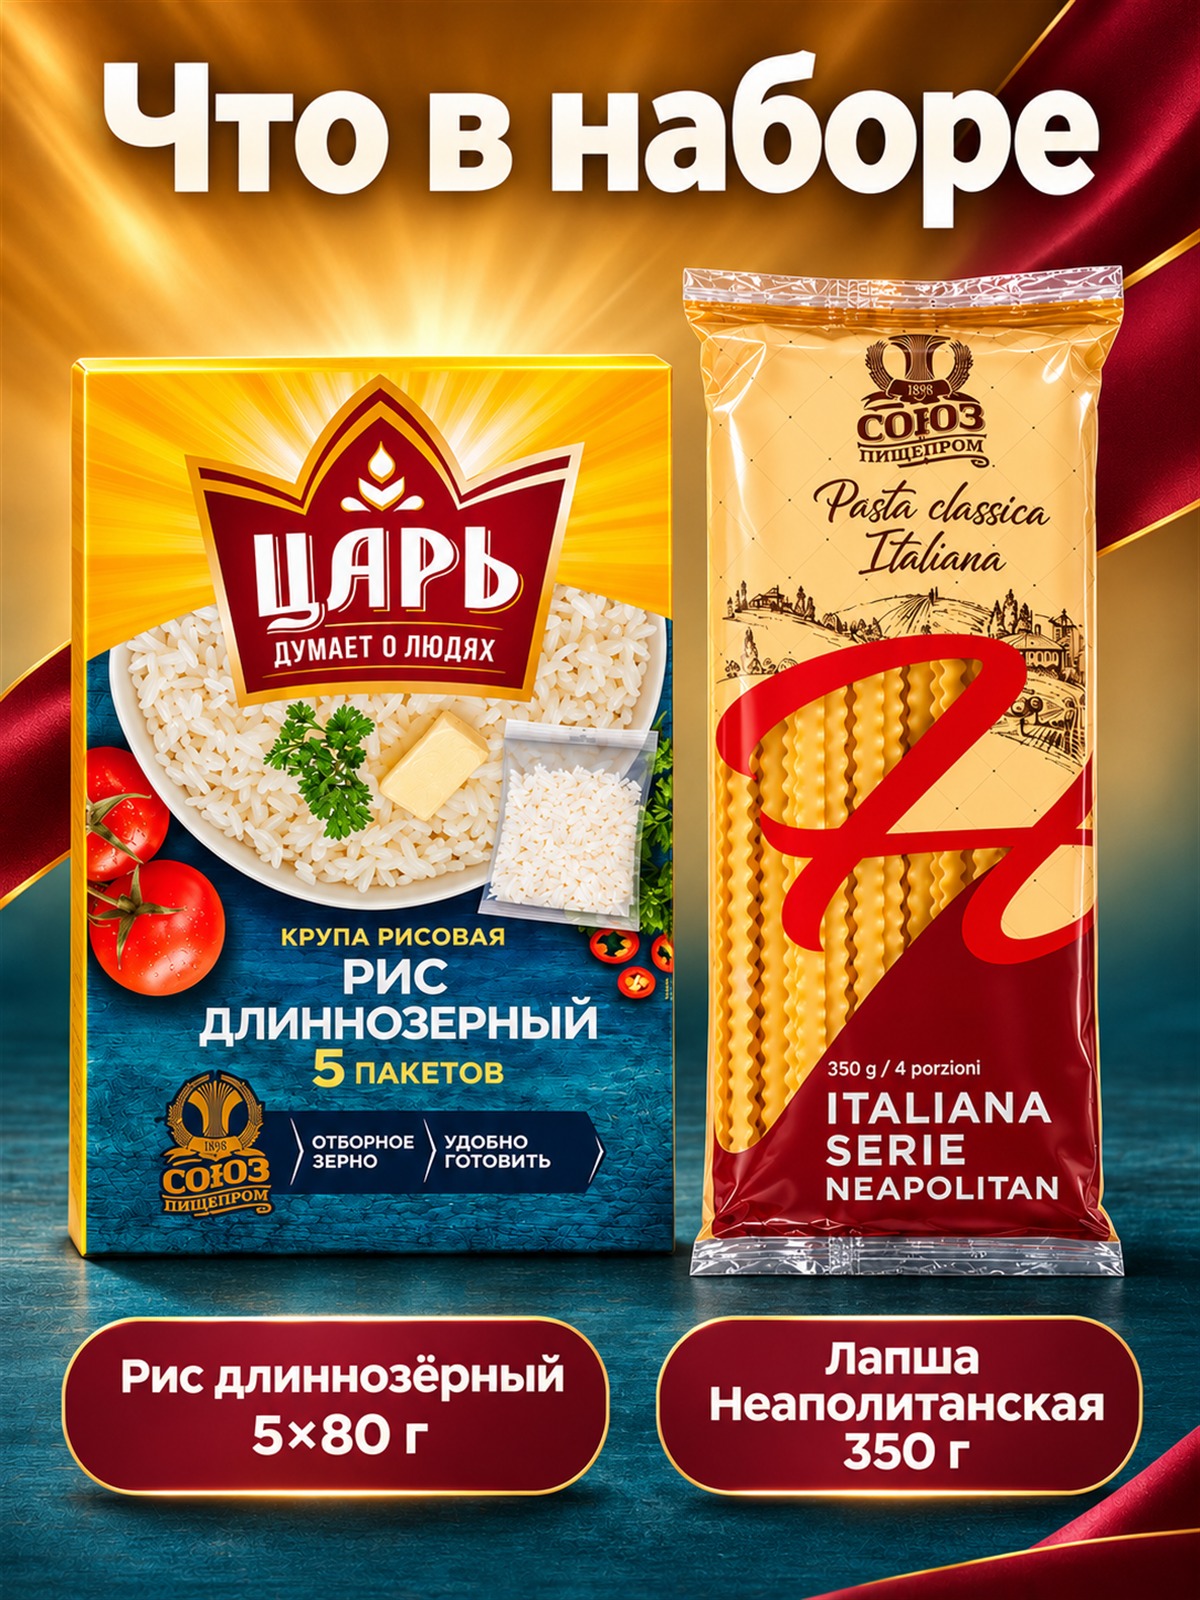 Что в наборе
ЦАРЬ
ДУМАЕТ О ЛЮДЯХ
КРУПА РИСОВАЯ
РИС
ДЛИННОЗЕРНЫЙ
5 ПАКЕТОВ
1898
СОЮЗ
ПИЩЕПРОМ
ОТБОРНОЕ
ЗЕРНО
УДОБНО
ГОТОВИТЬ
1898
СОЮЗ
ПИЩЕПРОМ
Pasta classica
Italiana
H
350 g / 4 porzioni
ITALIANA
SERIE
NEAPOLITAN
Рис длиннозёрный
5×80 г
Лапша
Неаполитанская
350 г